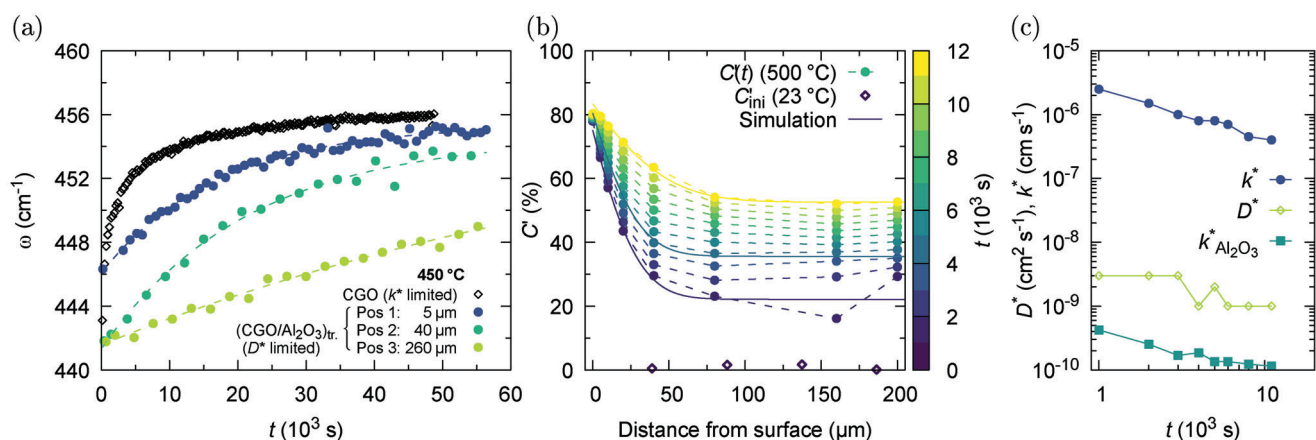 (a)
460
456
452
448
444
440
ω (cm⁻¹)
0 10 20 30 40 50 60
t (10³ s)
450 °C
CGO (k* limited)
(CGO/Al₂O₃)tr.
(D* limited)
Pos 1: 5 μm
Pos 2: 40 μm
Pos 3: 260 μm
(b)
100
80
60
40
20
0
C' (%)
0 50 100 150 200
Distance from surface (μm)
C'(t) (500 °C)
C'ini (23 °C)
Simulation
12
10
8
6
4
2
0
t (10³ s)
(c)
10⁻⁵
10⁻⁶
10⁻⁷
10⁻⁸
10⁻⁹
10⁻¹⁰
D* (cm² s⁻¹), k* (cm s⁻¹)
k*
D*
k*Al₂O₃
1 10
t (10³ s)